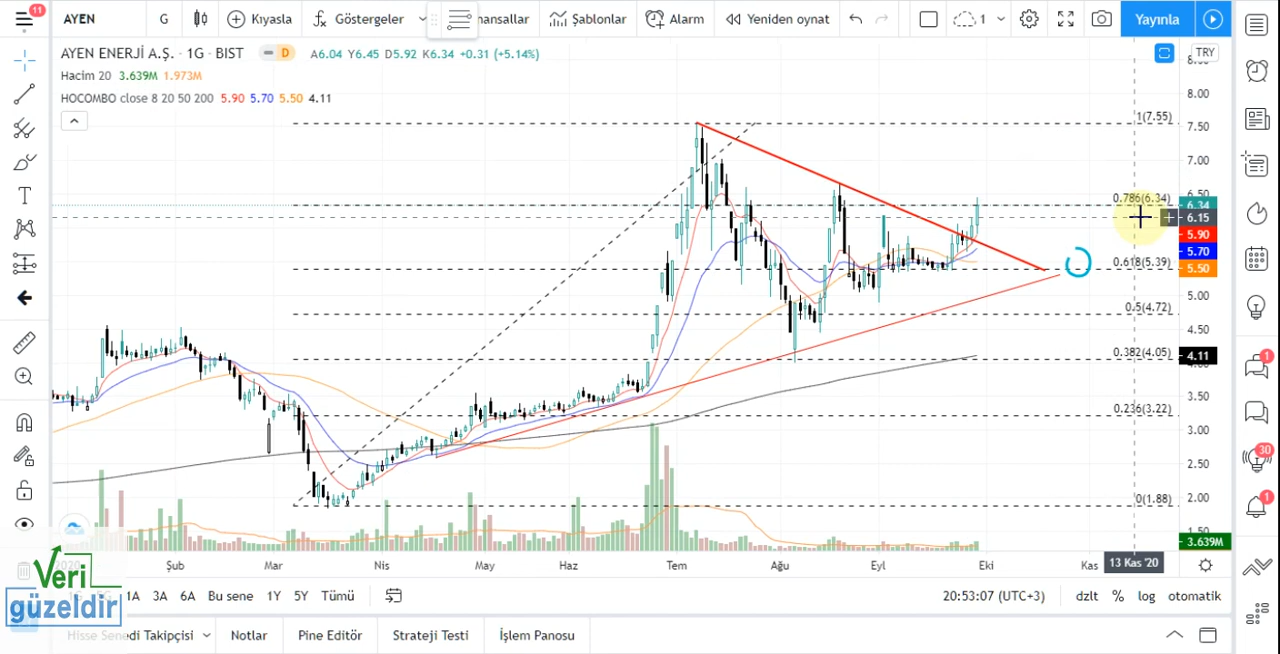 11
AYEN
G
Kıyasla
Göstergeler
nansallar
Şablonlar
Alarm
Yeniden oynat
1
Yayınla
AYEN ENERJİ A.Ş. · 1G · BIST
D
A6.04 Y6.45 D5.92 K6.34 +0.31 (+5.14%)
TRY
Hacim 20 3.639M 1.973M
HOCOMBO close 8 20 50 200 5.90 5.70 5.50 4.11
8.00
1(7.55)
7.50
7.00
6.50
0.786(6.34)
6.34
6.15
5.90
5.70
0.618(5.39)
5.50
5.00
0.5(4.72)
4.50
0.382(4.05)
4.11
3.50
0.236(3.22)
3.00
2.50
0(1.88)
2.00
1.50
3.639M
1
30
1
Şub
Mar
Nis
May
Haz
Tem
Ağu
Eyl
Eki
Kas
13 Kas '20
Veri
güzeldir
1A 3A 6A Bu sene 1Y 5Y Tümü
20:53:07 (UTC+3)
dzlt % log otomatik
Hisse Senedi Takipçisi
Notlar
Pine Editör
Strateji Testi
İşlem Panosu